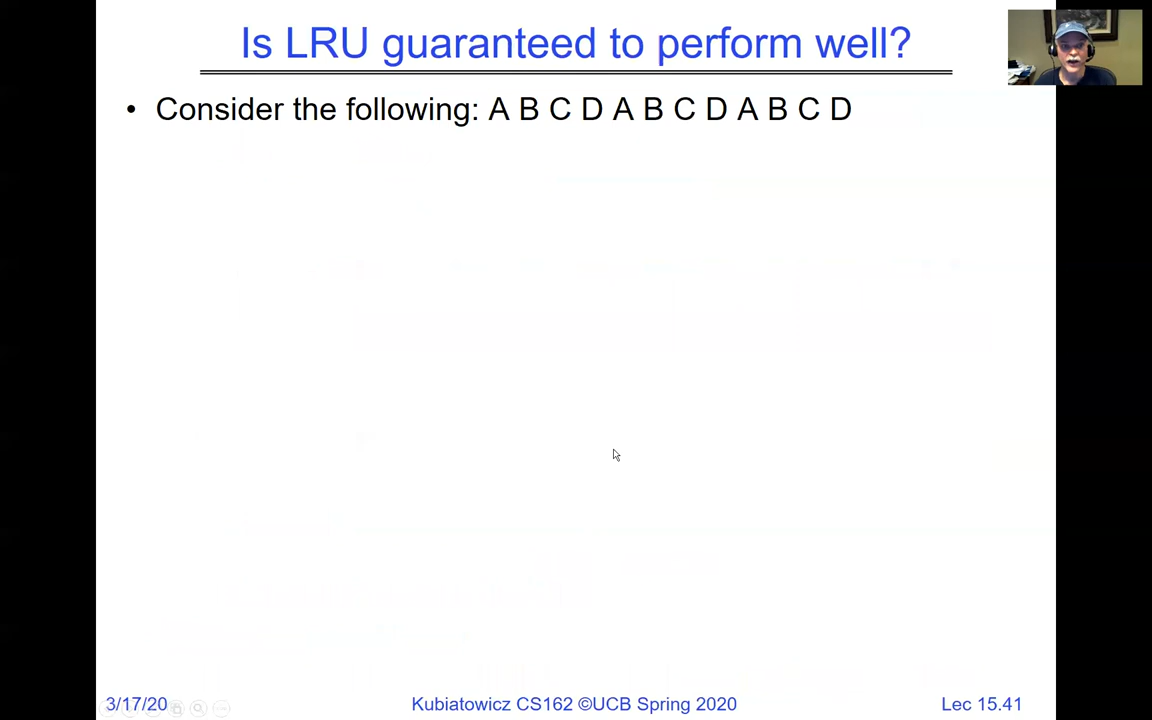 Is LRU guaranteed to perform well?
• Consider the following: A B C D A B C D A B C D
3/17/20
Kubiatowicz CS162 ©UCB Spring 2020
Lec 15.41